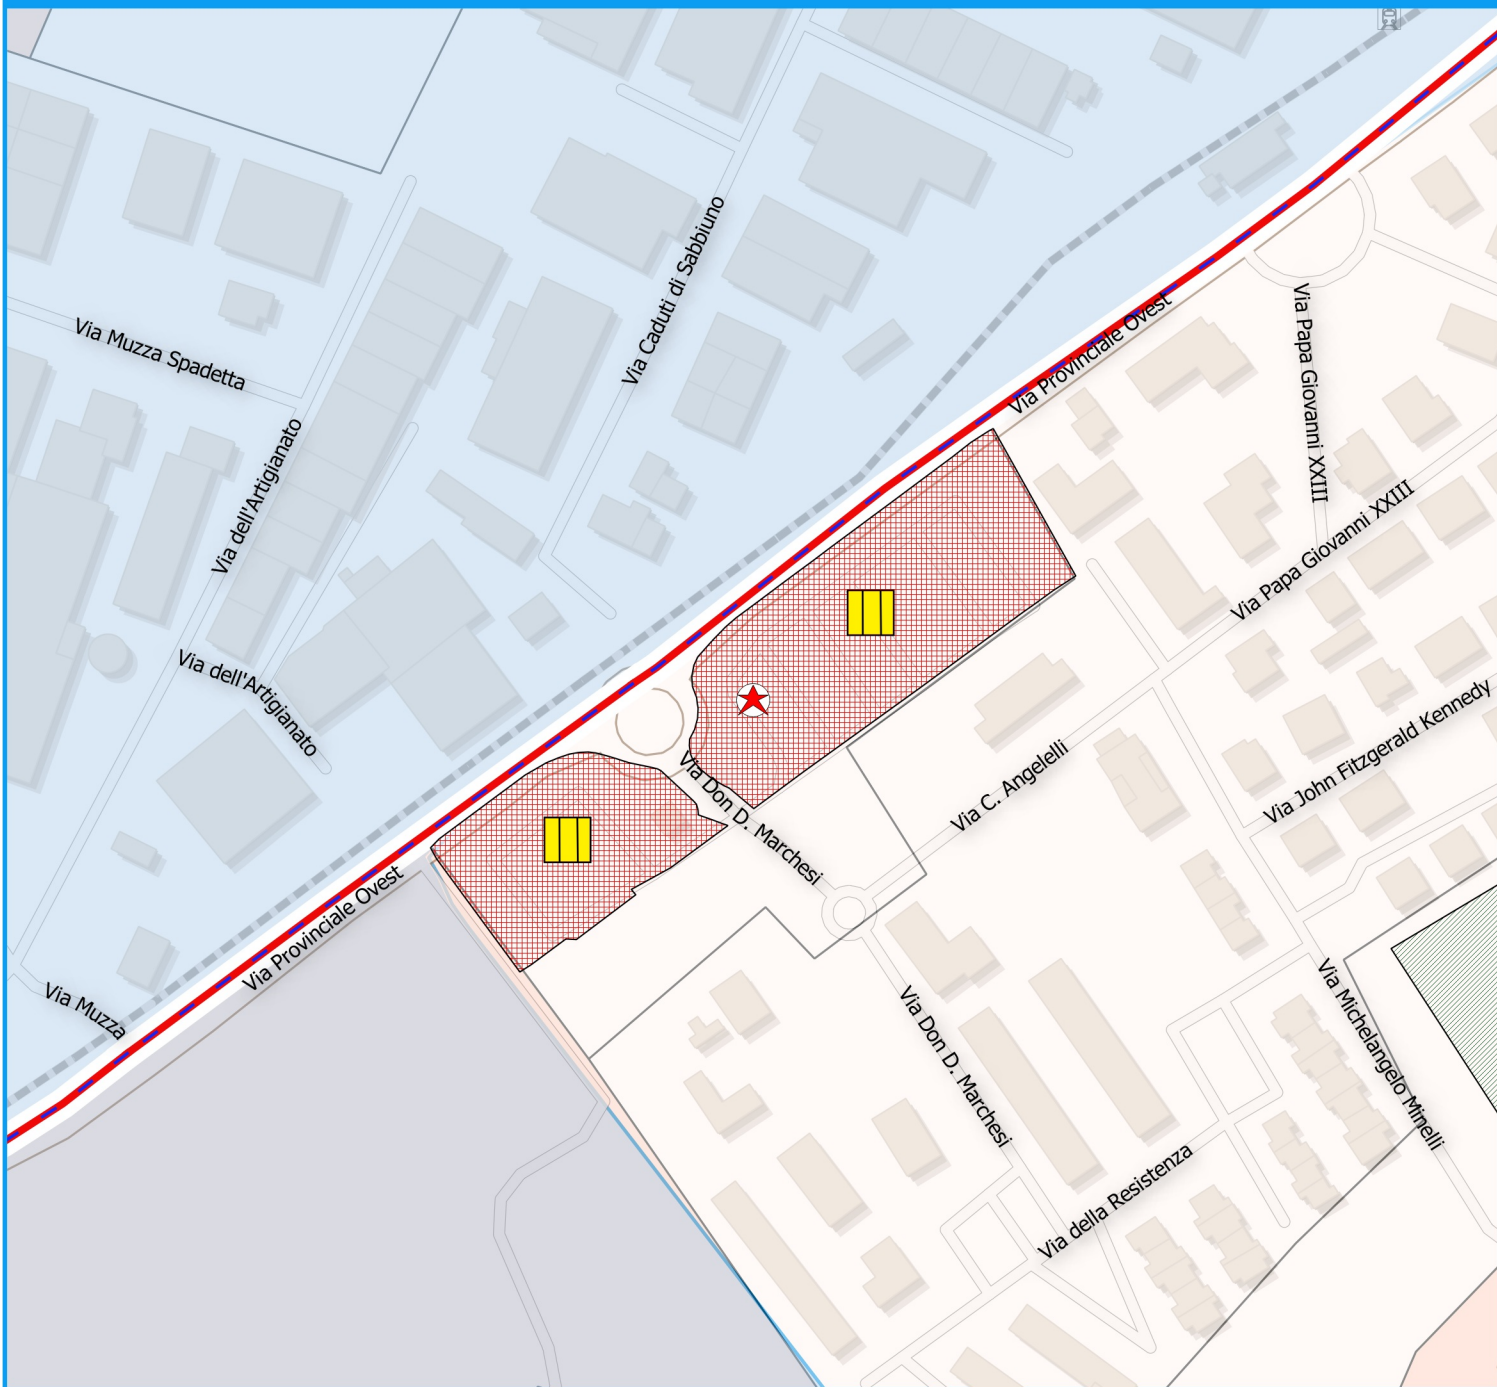 Via Caduti di Sabbiuno
Via Muzza Spadetta
Via Provinciale Ovest
Via Papa Giovanni XXIII
Via dell'Artigianato
Via Papa Giovanni XXIII
Via dell'Artigianato
Via John Fitzgerald Kennedy
Via C. Angelelli
Via Don D. Marchesi
Via Provinciale Ovest
Via Muzza
Via Don D. Marchesi
Via Michelangelo Minelli
Via della Resistenza